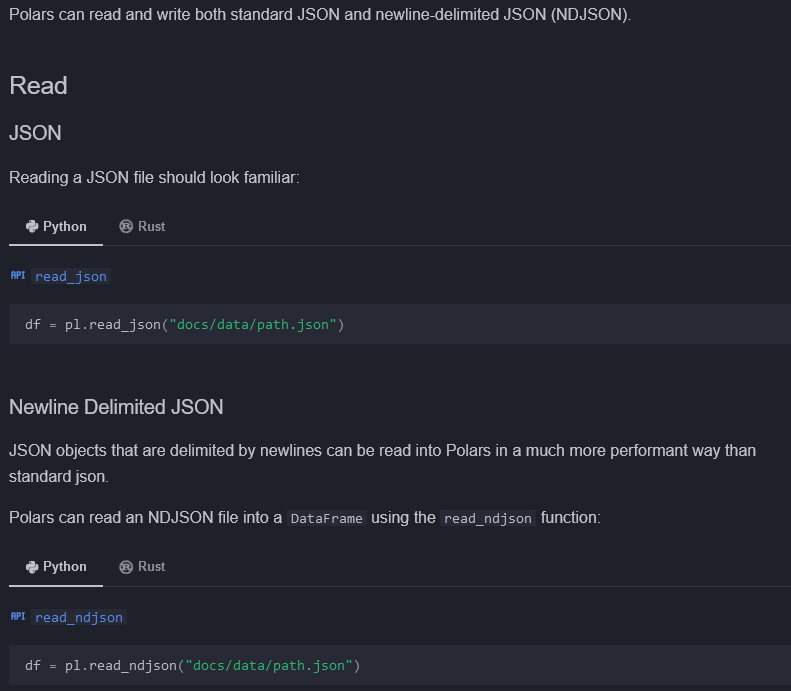 Polars can read and write both standard JSON and newline-delimited JSON (NDJSON).
Read
JSON
Reading a JSON file should look familiar:
Python Rust
API read_json
df = pl.read_json("docs/data/path.json")
Newline Delimited JSON
JSON objects that are delimited by newlines can be read into Polars in a much more performant way than
standard json.
Polars can read an NDJSON file into a DataFrame using the read_ndjson function:
Python Rust
API read_ndjson
df = pl.read_ndjson("docs/data/path.json")